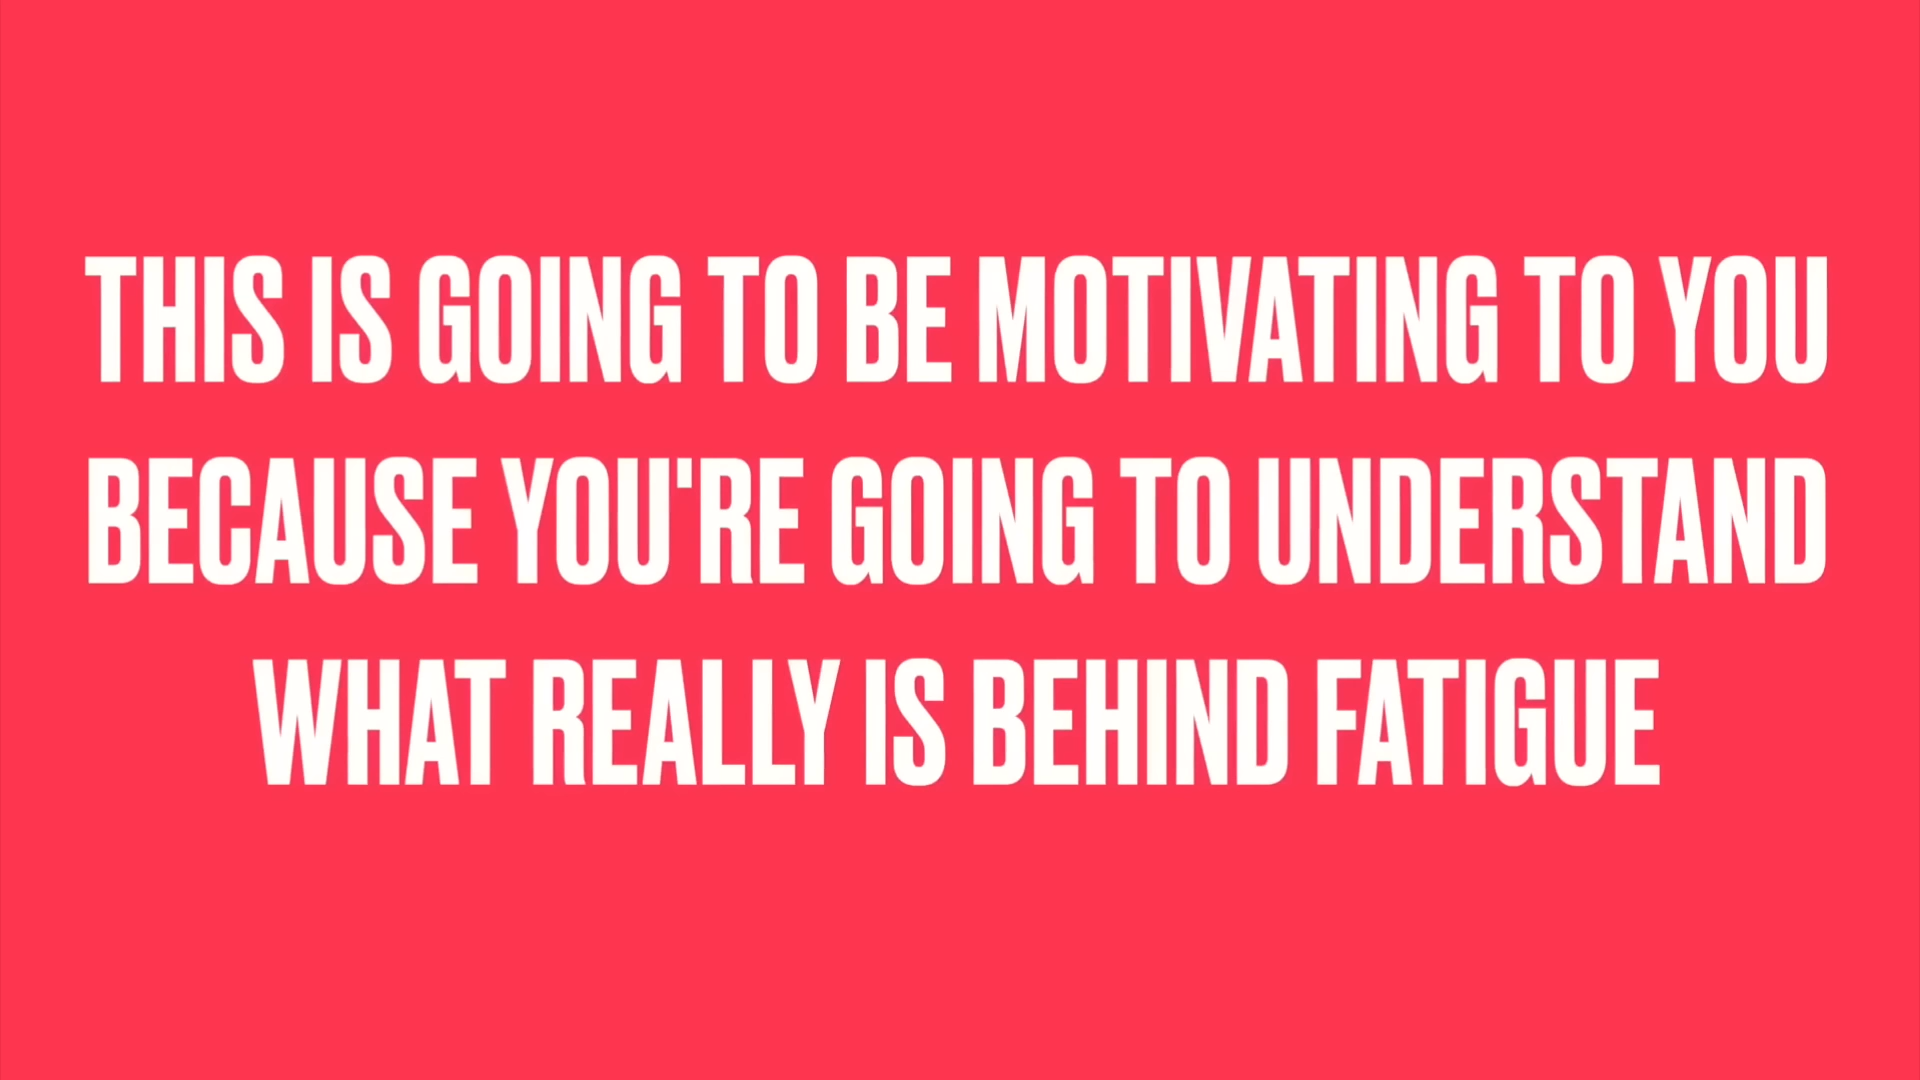 THIS IS GOING TO BE MOTIVATING TO YOU
BECAUSE YOU'RE GOING TO UNDERSTAND
WHAT REALLY IS BEHIND FATIGUE